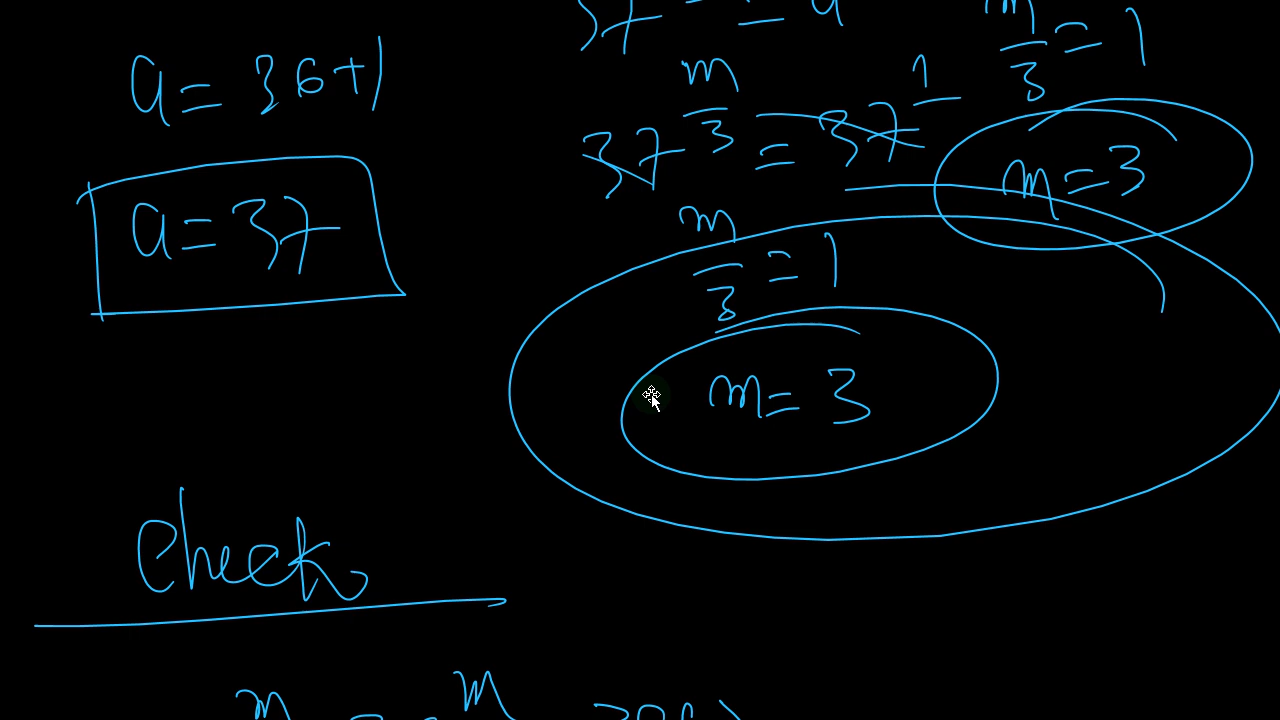 a = 36+1
a = 37
m/3 = 1
37^(m/3) = 37^1
m = 3
m/3 = 1
m = 3
Check